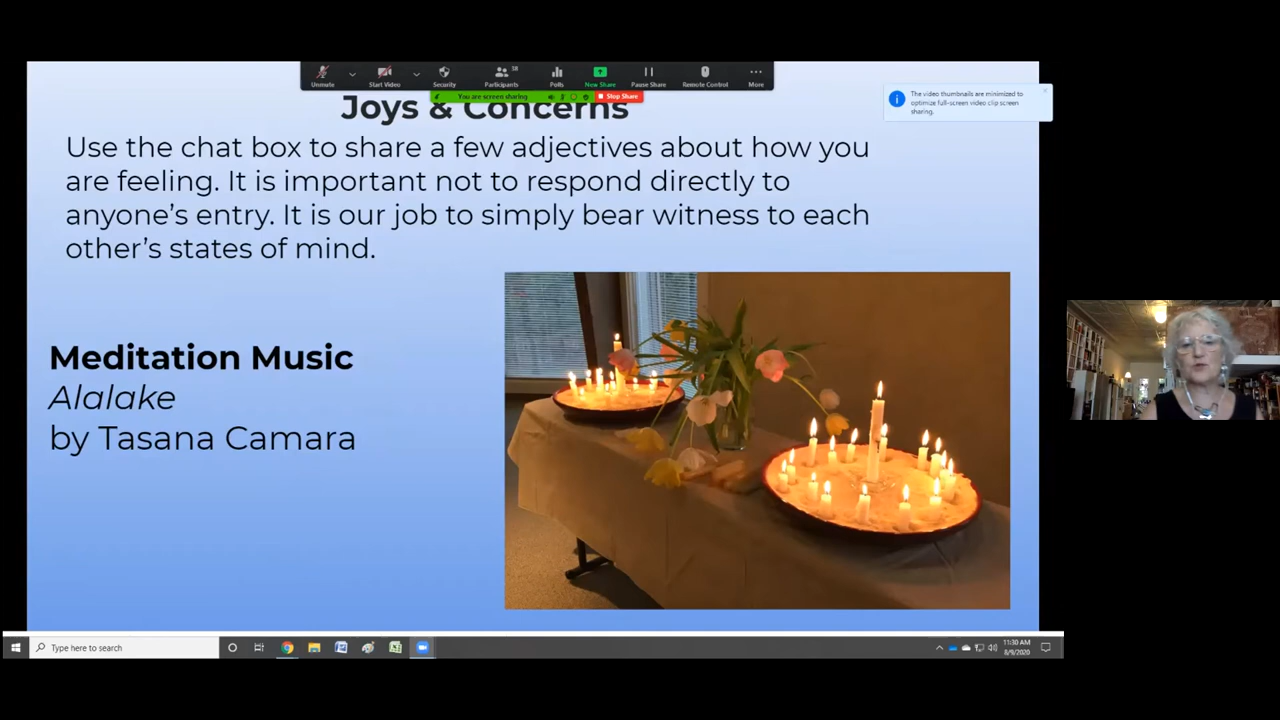 Unmute
Start Video
Security
Participants
38
Polls
New Share
Pause Share
Remote Control
More
You are screen sharing
Stop Share
The video thumbnails are minimized to
optimize full-screen video clip screen
sharing.
Joys & Concerns
Use the chat box to share a few adjectives about how you
are feeling. It is important not to respond directly to
anyone’s entry. It is our job to simply bear witness to each
other’s states of mind.
Meditation Music
Alalake
by Tasana Camara
Type here to search
11:30 AM
8/9/2020